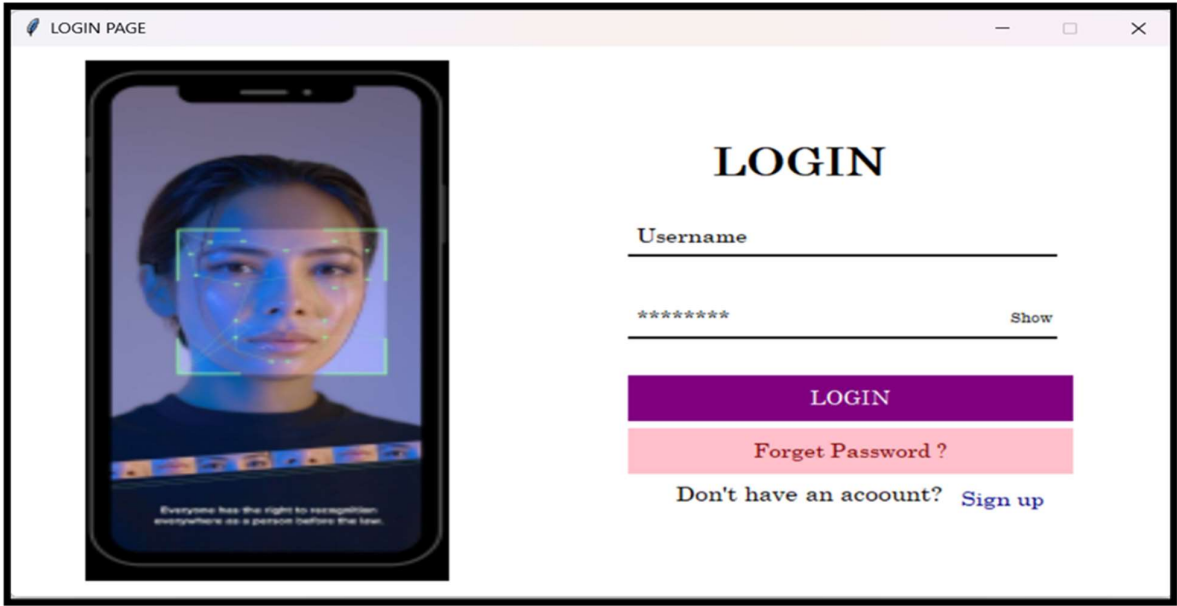 LOGIN PAGE
Everyone has the right to recognition
everywhere as a person before the law.
LOGIN
Username
********
Show
LOGIN
Forget Password ?
Don't have an acoount?
Sign up